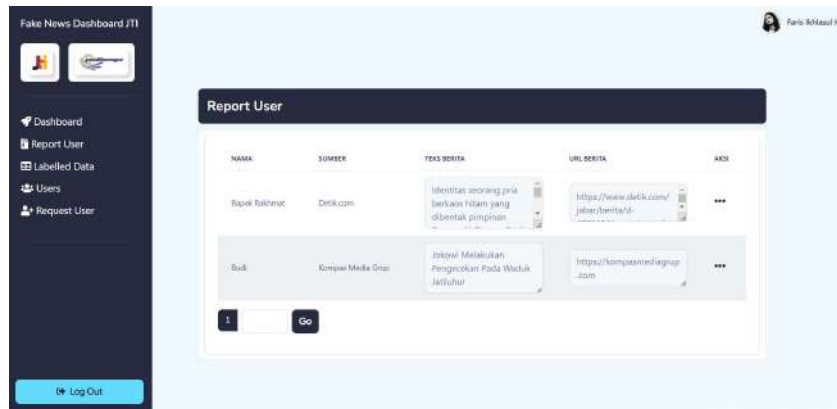 Fake News Dashboard JTI
Faris Ikhlasul H
Dashboard
Report User
Labelled Data
Users
Request User
Log Out
Report User
NAMA SUMBER TEKS BERITA URL BERITA AKSI
Bapak Rakhmat Detik.com
Identitas seorang pria
berkaos hitam yang
dibentak pimpinan
https://www.detik.com/
jabar/berita/d-
Budi Kompas Media Grup
Jokowi Melakukan
Pengecekan Pada Waduk
Jatiluhur
https://kompasmediagrup
.com
1 Go